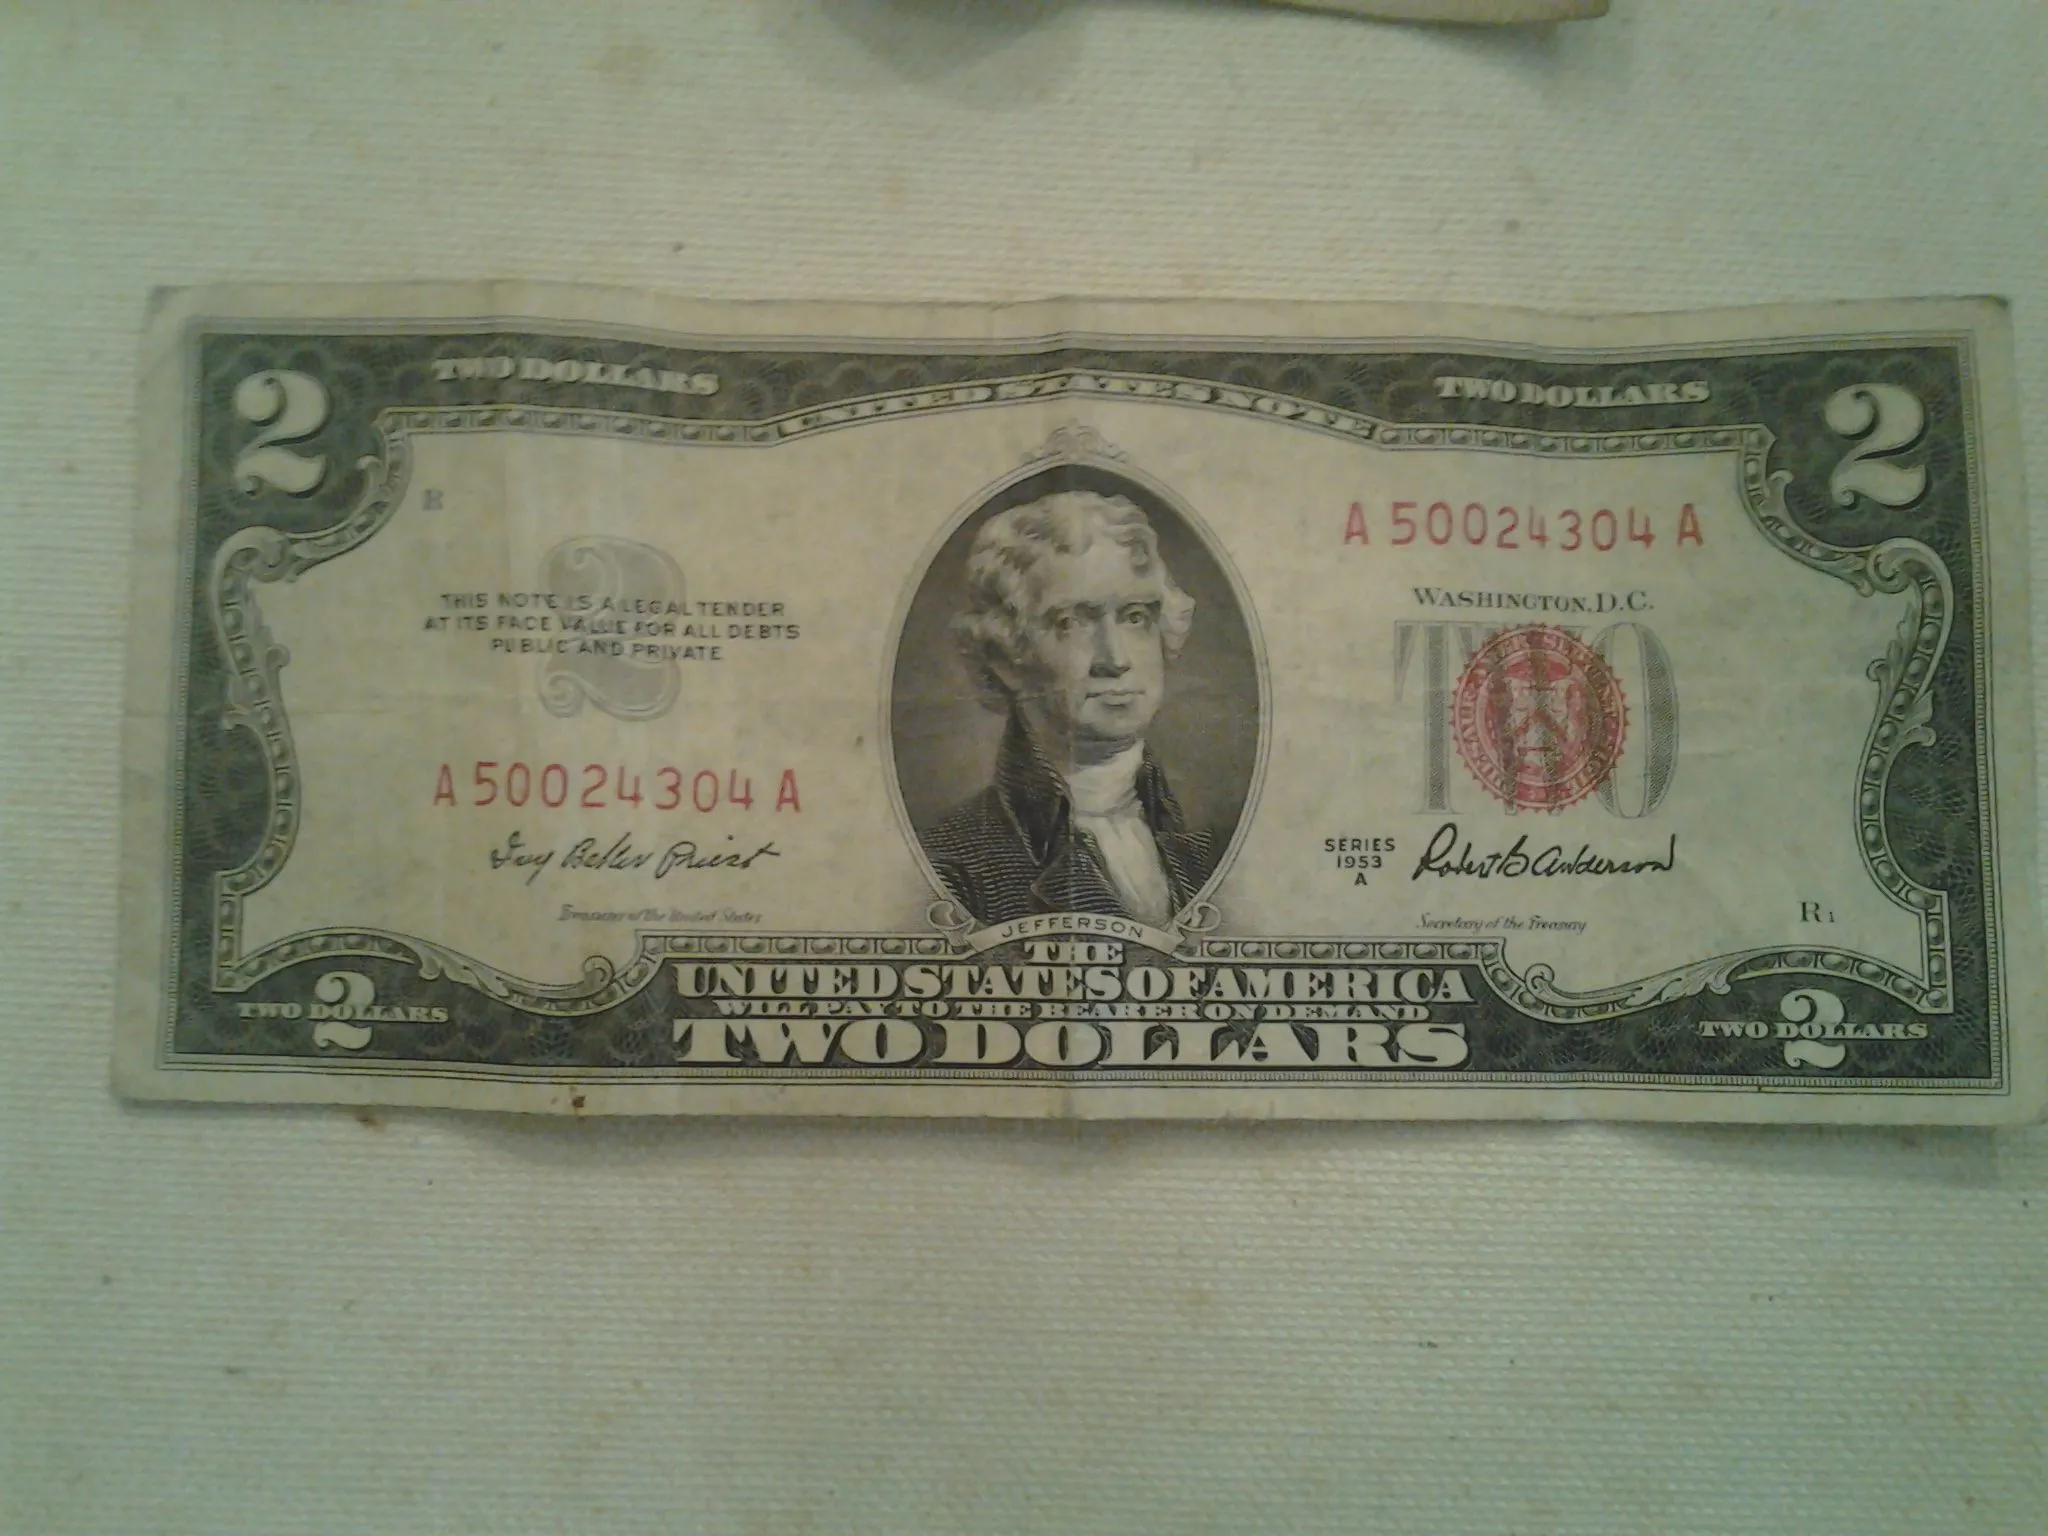 2 TWO DOLLARS UNITED STATES NOTE TWO DOLLARS 2
A 50024304 A
WASHINGTON, D.C.
THIS NOTE IS A LEGAL TENDER
AT ITS FACE VALUE FOR ALL DEBTS
PUBLIC AND PRIVATE
2
TWO
A 50024304 A
Ivy Baker Priest
Treasurer of the United States
SERIES
1953
A
Robert B Anderson
Secretary of the Treasury
R 1
JEFFERSON
THE
UNITED STATES OF AMERICA
WILL PAY TO THE BEARER ON DEMAND
TWO DOLLARS
TWO DOLLARS 2
TWO DOLLARS 2